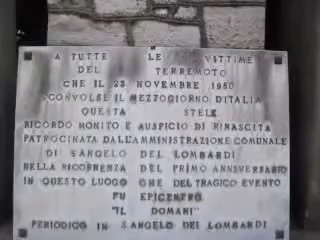 A TUTTE LE VITTIME
DEL TERREMOTO
CHE IL 23 NOVEMBRE 1980
SCONVOLSE IL MEZZOGIORNO D'ITALIA
QUESTA STELE
RICORDO MONITO E AUSPICIO DI RINASCITA
PATROCINATA DALL'AMMINISTRAZIONE COMUNALE
DI S.ANGELO DEI LOMBARDI
NELLA RICORRENZA DEL PRIMO ANNIVERSARIO
IN QUESTO LUOGO CHE DEL TRAGICO EVENTO
FU EPICENTRO
"IL DOMANI"
PERIODICO IN S.ANGELO DEI LOMBARDI